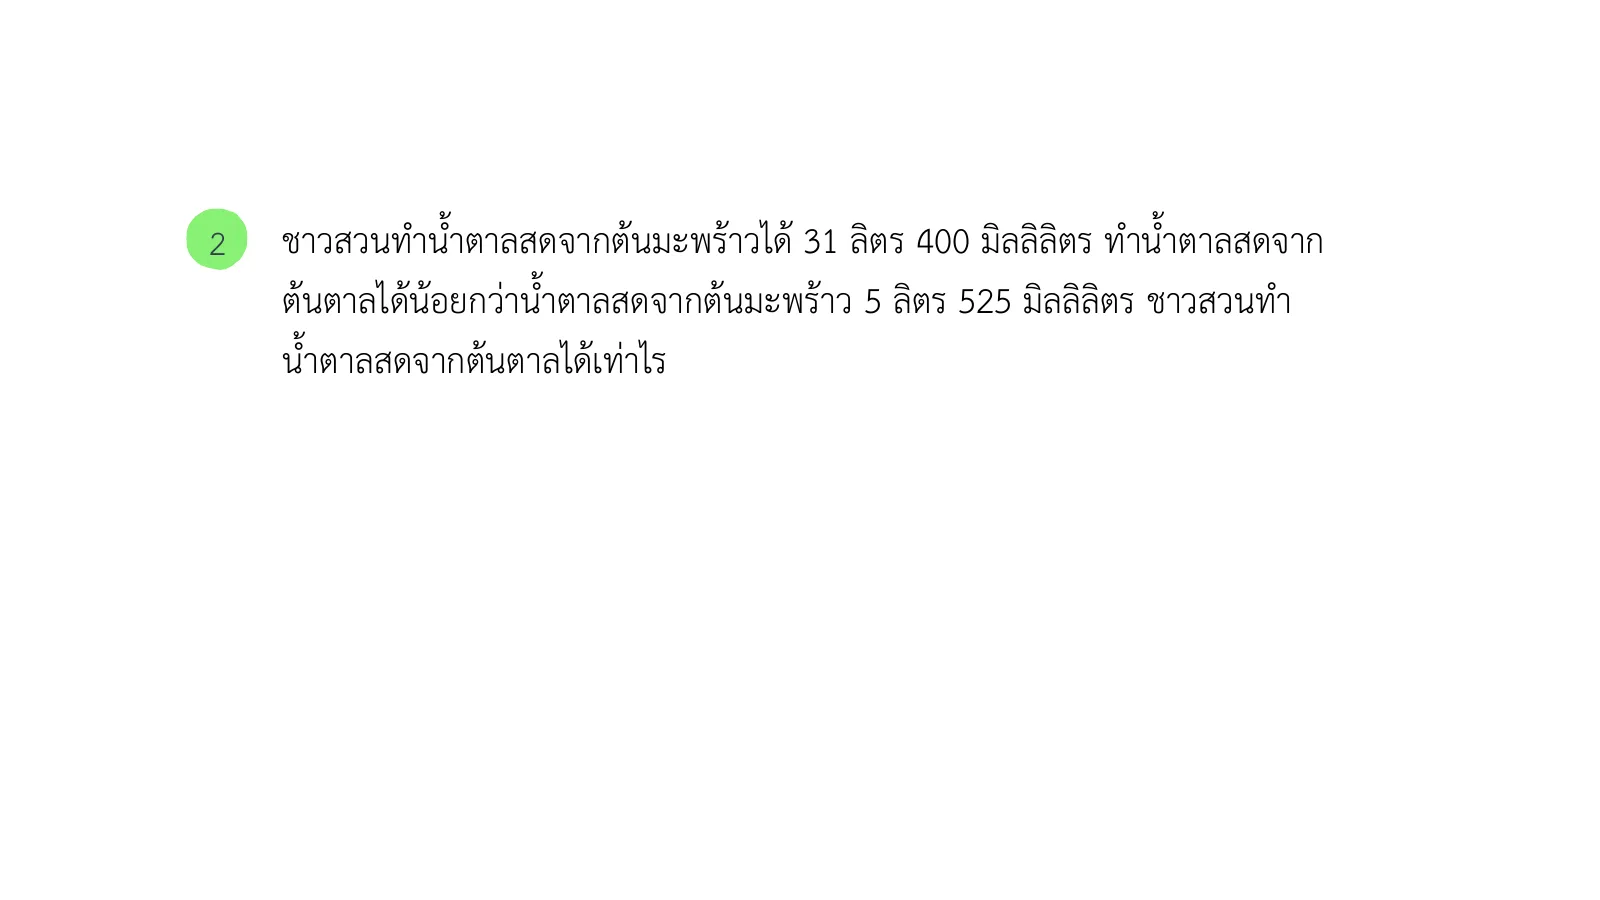 2 ชาวสวนทำน้ำตาลสดจากต้นมะพร้าวได้ 31 ลิตร 400 มิลลิลิตร ทำน้ำตาลสดจาก
ต้นตาลได้น้อยกว่าน้ำตาลสดจากต้นมะพร้าว 5 ลิตร 525 มิลลิลิตร ชาวสวนทำ
น้ำตาลสดจากต้นตาลได้เท่าไร